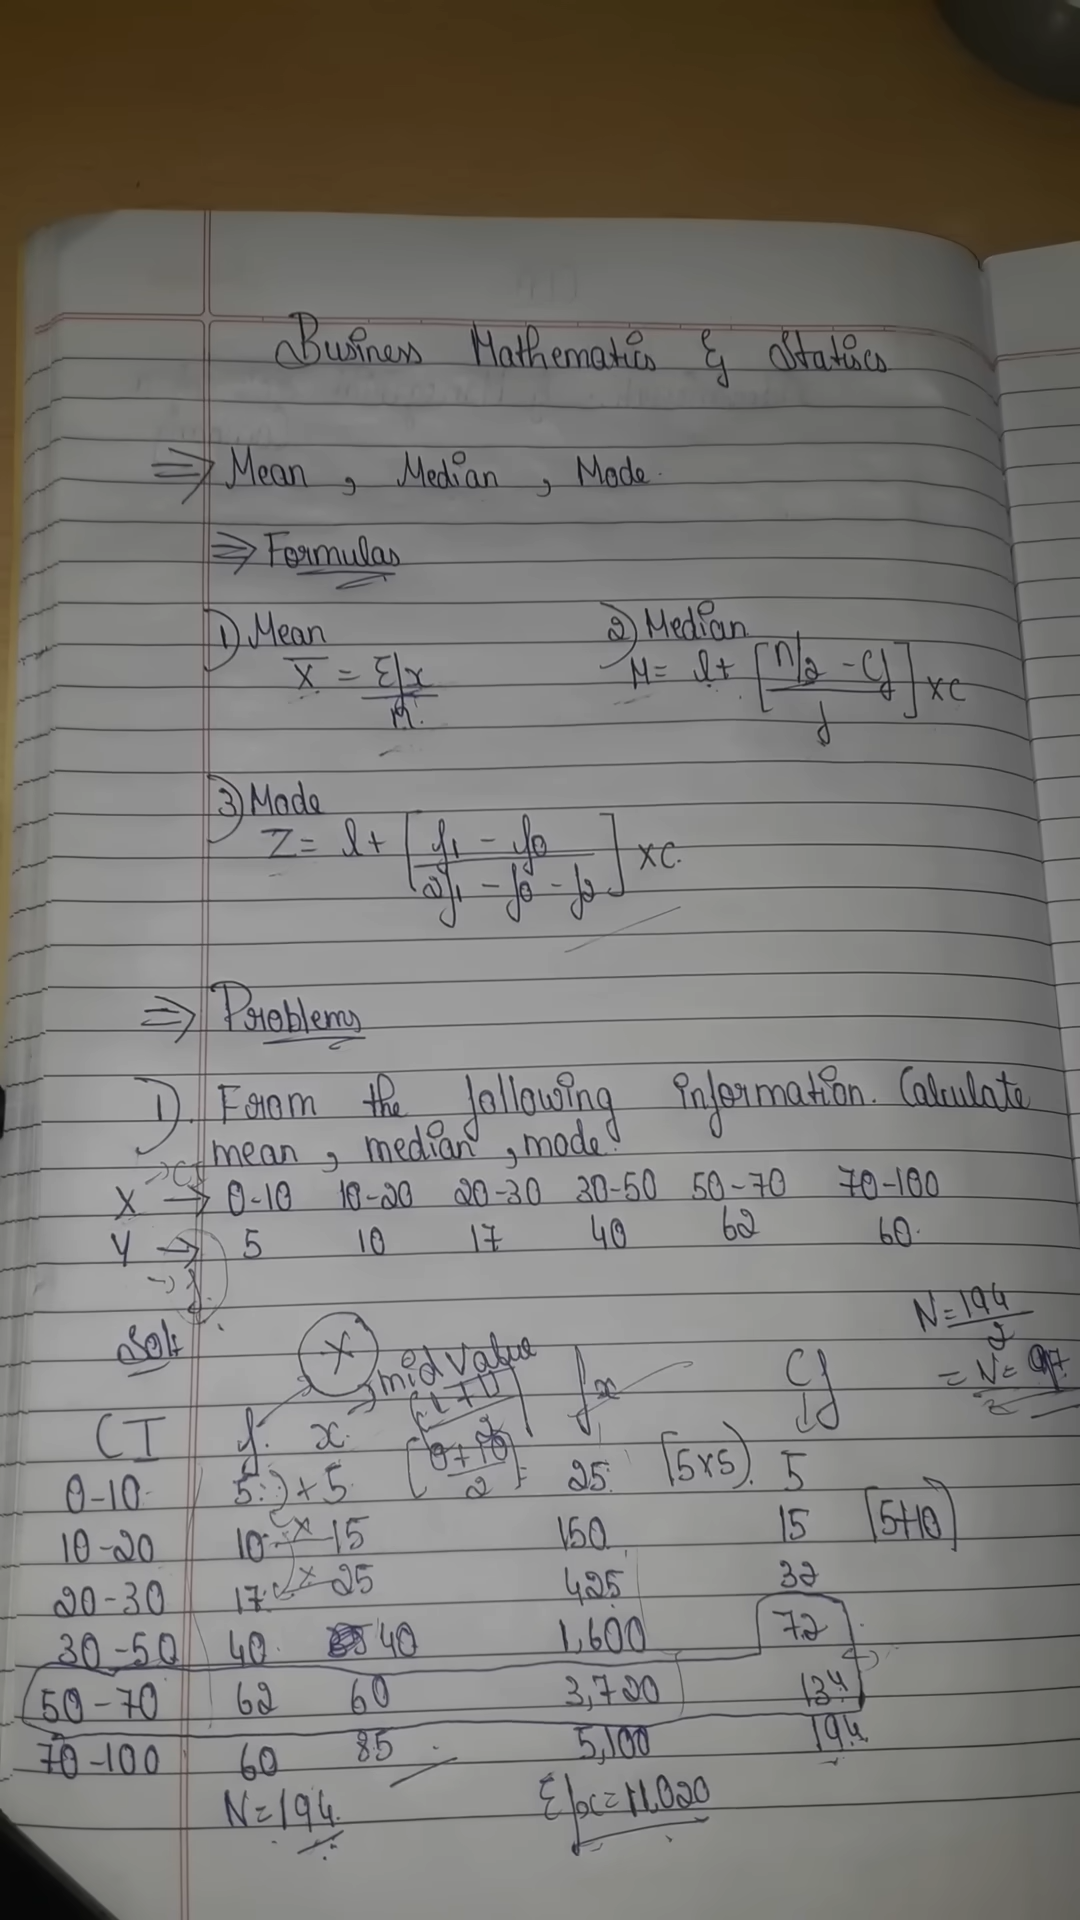 Business Mathematics & Statiscs
⇒ Mean, Median, Mode.
⇒ Formulas
1) Mean 2) Median
X̄ = Σfx / n. M = l + [n/2 - Cf / f] × C
3) Mode
Z = l + [f1 - f0 / 2f1 - f0 - f2] × C.
⇒ Problems
1). From the following information. Calculate
mean, median, mode.
→ CI
X → 0-10 10-20 20-30 30-50 50-70 70-100
Y → 5 10 17 40 62 60.
→ f.
N = 194 / 2
Sol: X mid value fx Cf = N = 97
CI f. x. [0+10 / 2] ↓
0-10 5 × 5 25 [5×5] 5
10-20 10 × 15 150 15 [5+10]
20-30 17 × 25 425 32
30-50 40 40 1,600 72
50-70 62 60 3,720 134
70-100 60 85 5,100 194
N = 194. Σfx = 11,020